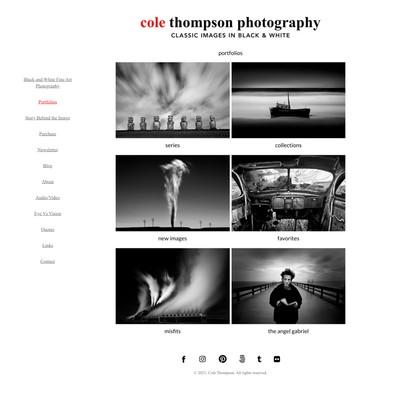 cole thompson photography
CLASSIC IMAGES IN BLACK & WHITE
portfolios
Black and White Fine Art
Photography
Portfolios
Story Behind the Image
Purchase
Newsletter
Blog
About
Audio/Video
Eye Vs Vision
Quotes
Links
Contact
series
collections
new images
favorites
misfits
the angel gabriel
© 2021. Cole Thompson. All rights reserved.